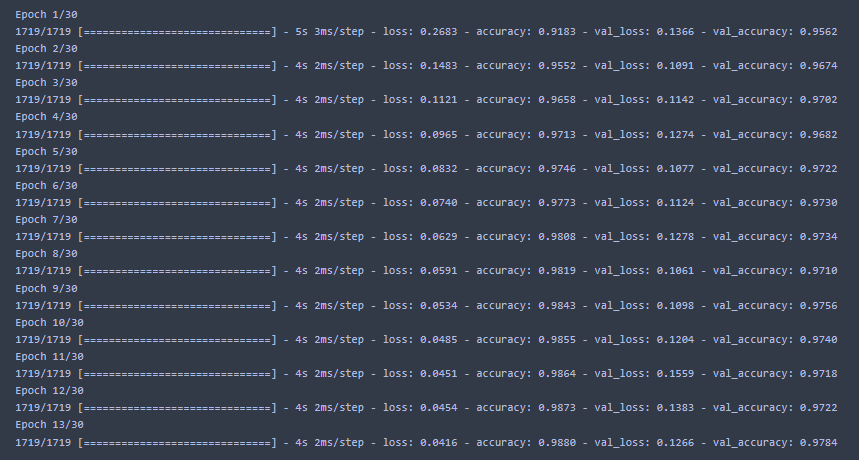 Epoch 1/30
1719/1719 [==============================] - 5s 3ms/step - loss: 0.2683 - accuracy: 0.9183 - val_loss: 0.1366 - val_accuracy: 0.9562
Epoch 2/30
1719/1719 [==============================] - 4s 2ms/step - loss: 0.1483 - accuracy: 0.9552 - val_loss: 0.1091 - val_accuracy: 0.9674
Epoch 3/30
1719/1719 [==============================] - 4s 2ms/step - loss: 0.1121 - accuracy: 0.9658 - val_loss: 0.1142 - val_accuracy: 0.9702
Epoch 4/30
1719/1719 [==============================] - 4s 2ms/step - loss: 0.0965 - accuracy: 0.9713 - val_loss: 0.1274 - val_accuracy: 0.9682
Epoch 5/30
1719/1719 [==============================] - 4s 2ms/step - loss: 0.0832 - accuracy: 0.9746 - val_loss: 0.1077 - val_accuracy: 0.9722
Epoch 6/30
1719/1719 [==============================] - 4s 2ms/step - loss: 0.0740 - accuracy: 0.9773 - val_loss: 0.1124 - val_accuracy: 0.9730
Epoch 7/30
1719/1719 [==============================] - 4s 2ms/step - loss: 0.0629 - accuracy: 0.9808 - val_loss: 0.1278 - val_accuracy: 0.9734
Epoch 8/30
1719/1719 [==============================] - 4s 2ms/step - loss: 0.0591 - accuracy: 0.9819 - val_loss: 0.1061 - val_accuracy: 0.9710
Epoch 9/30
1719/1719 [==============================] - 4s 2ms/step - loss: 0.0534 - accuracy: 0.9843 - val_loss: 0.1098 - val_accuracy: 0.9756
Epoch 10/30
1719/1719 [==============================] - 4s 2ms/step - loss: 0.0485 - accuracy: 0.9855 - val_loss: 0.1204 - val_accuracy: 0.9740
Epoch 11/30
1719/1719 [==============================] - 4s 2ms/step - loss: 0.0451 - accuracy: 0.9864 - val_loss: 0.1559 - val_accuracy: 0.9718
Epoch 12/30
1719/1719 [==============================] - 4s 2ms/step - loss: 0.0454 - accuracy: 0.9873 - val_loss: 0.1383 - val_accuracy: 0.9722
Epoch 13/30
1719/1719 [==============================] - 4s 2ms/step - loss: 0.0416 - accuracy: 0.9880 - val_loss: 0.1266 - val_accuracy: 0.9784